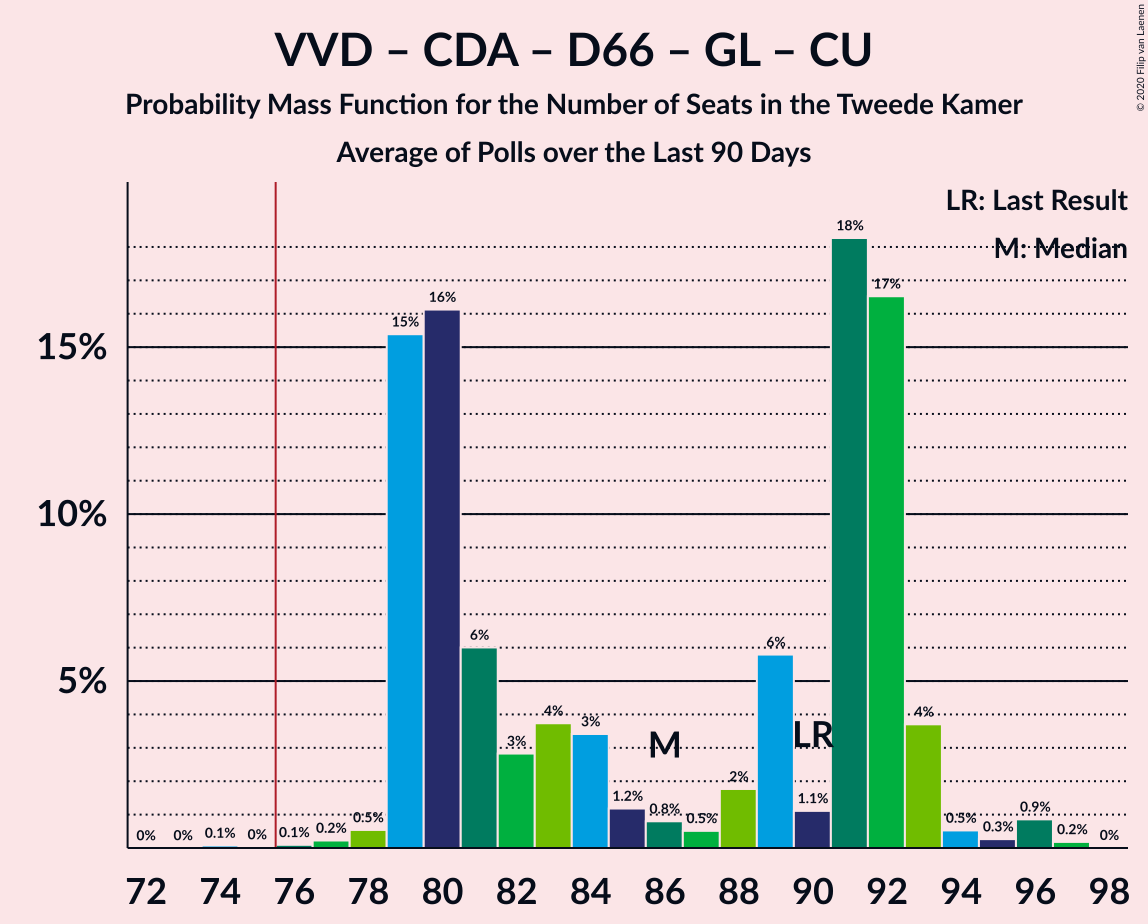 VVD – CDA – D66 – GL – CU
Probability Mass Function for the Number of Seats in the Tweede Kamer
Average of Polls over the Last 90 Days
© 2020 Filip van Laenen
LR: Last Result
M: Median
15%
10%
5%
0% 0% 0.1% 0% 0.1% 0.2% 0.5% 15% 16% 6% 3% 4% 3% 1.2% 0.8% 0.5% 2% 6% 1.1% 18% 17% 4% 0.5% 0.3% 0.9% 0.2% 0%
M
LR
72 74 76 78 80 82 84 86 88 90 92 94 96 98